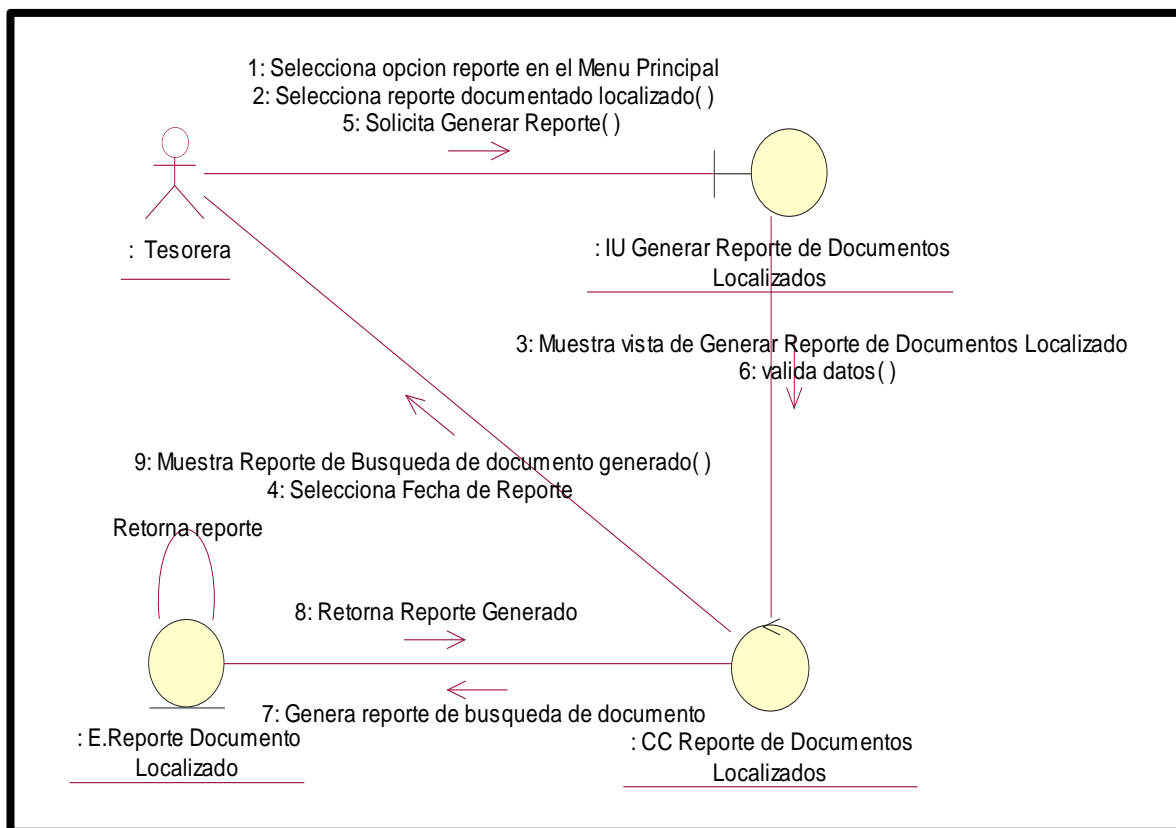 1: Selecciona opcion reporte en el Menu Principal
2: Selecciona reporte documentado localizado( )
5: Solicita Generar Reporte( )
: Tesorera
: IU Generar Reporte de Documentos
Localizados
3: Muestra vista de Generar Reporte de Documentos Localizado
6: valida datos( )
9: Muestra Reporte de Busqueda de documento generado( )
4: Selecciona Fecha de Reporte
Retorna reporte
8: Retorna Reporte Generado
7: Genera reporte de busqueda de documento
: E.Reporte Documento
Localizado
: CC Reporte de Documentos
Localizados